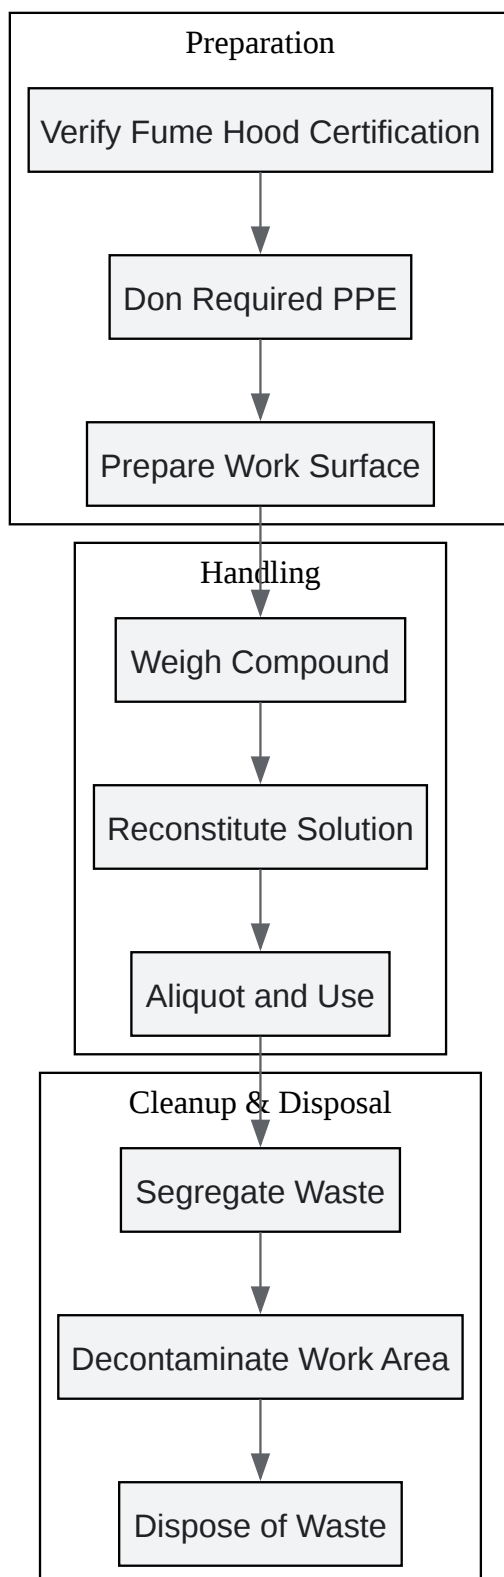 Preparation
Verify Fume Hood Certification
Don Required PPE
Prepare Work Surface
Handling
Weigh Compound
Reconstitute Solution
Aliquot and Use
Cleanup & Disposal
Segregate Waste
Decontaminate Work Area
Dispose of Waste